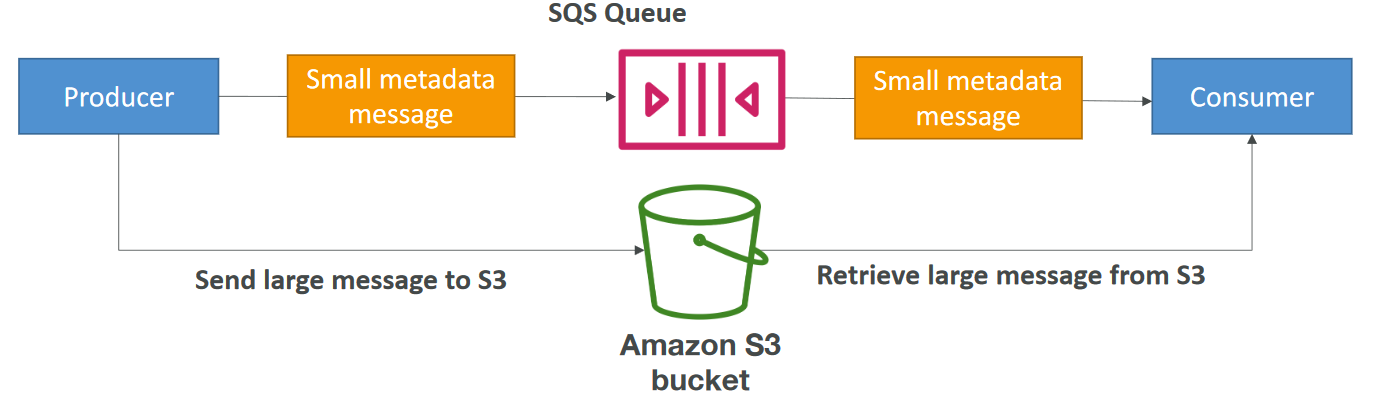 SQS Queue
Producer
Small metadata
message
Small metadata
message
Consumer
Send large message to S3
Retrieve large message from S3
Amazon S3
bucket